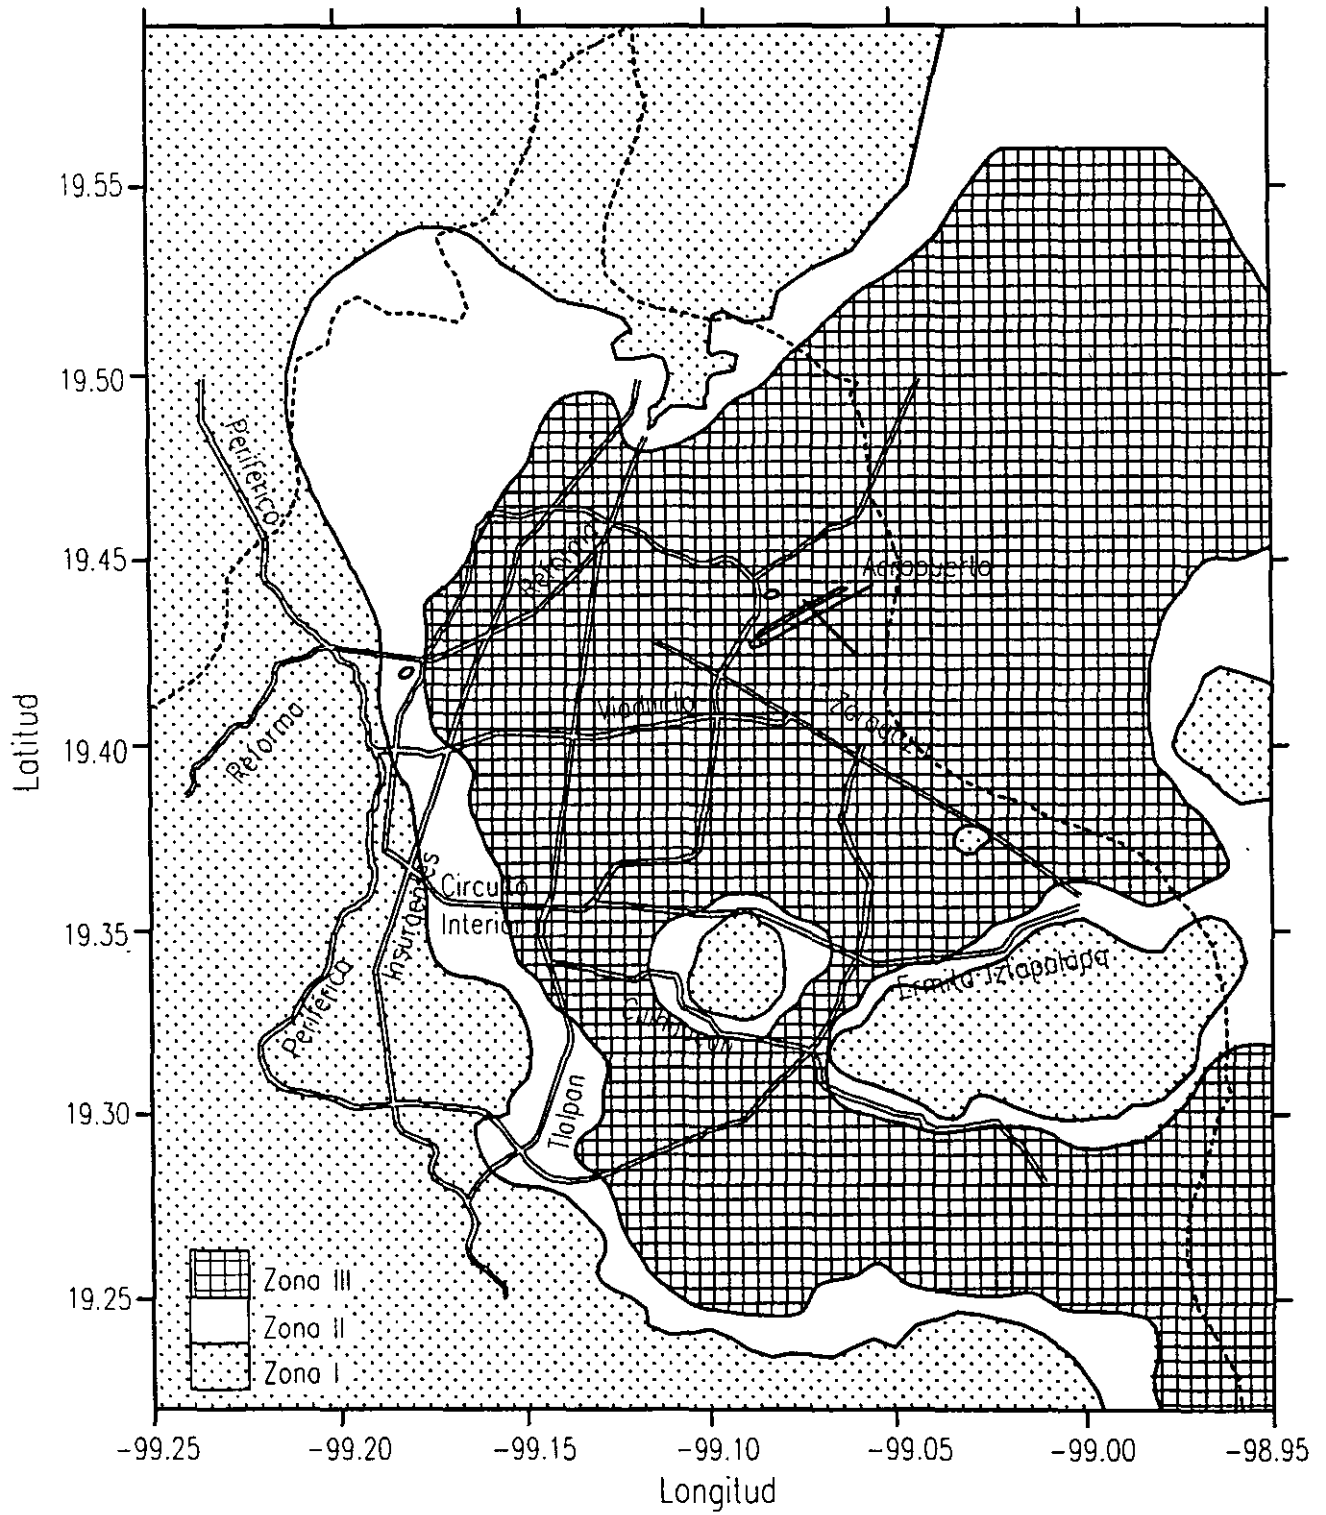 19.55
19.50
19.45
19.40
19.35
19.30
19.25
Latitud
Periférico
Reforma
Aeropuerto
Viaducto
Zaragoza
Reforma
Insurgentes
Circuito
Interior
Periférico
Ermita Iztapalapa
Tlalpan
Zona III
Zona II
Zona I
-99.25
-99.20
-99.15
-99.10
-99.05
-99.00
-98.95
Longitud